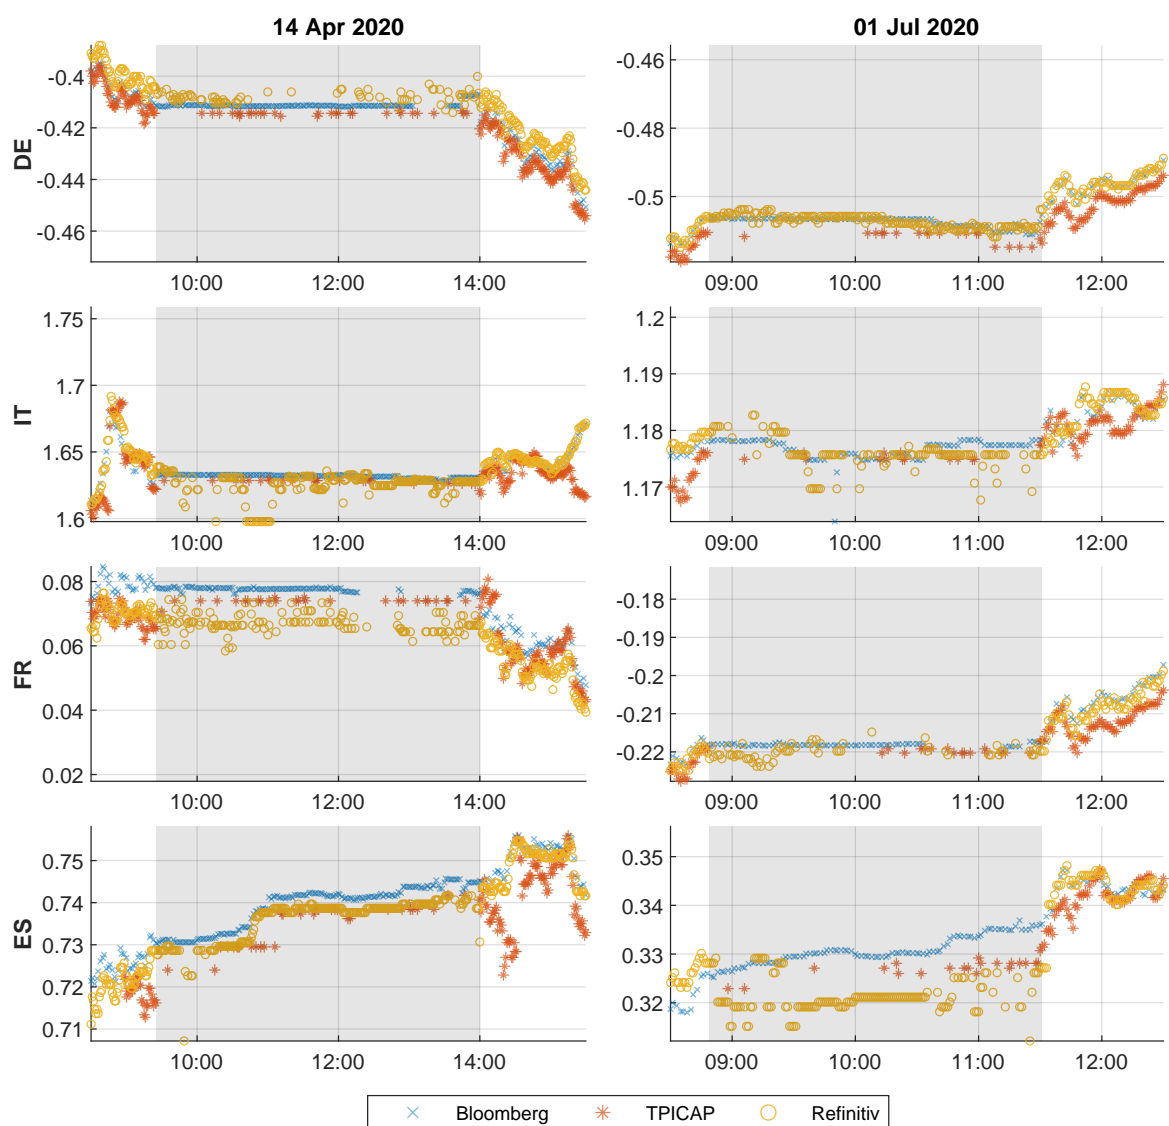 14 Apr 2020
01 Jul 2020
DE
-0.4
-0.42
-0.44
-0.46
10:00 12:00 14:00
-0.46
-0.48
-0.5
09:00 10:00 11:00 12:00
IT
1.75
1.7
1.65
1.6
10:00 12:00 14:00
1.2
1.19
1.18
1.17
09:00 10:00 11:00 12:00
FR
0.08
0.06
0.04
0.02
10:00 12:00 14:00
-0.18
-0.19
-0.2
-0.21
-0.22
09:00 10:00 11:00 12:00
ES
0.75
0.74
0.73
0.72
0.71
10:00 12:00 14:00
0.35
0.34
0.33
0.32
09:00 10:00 11:00 12:00
Bloomberg TPICAP Refinitiv